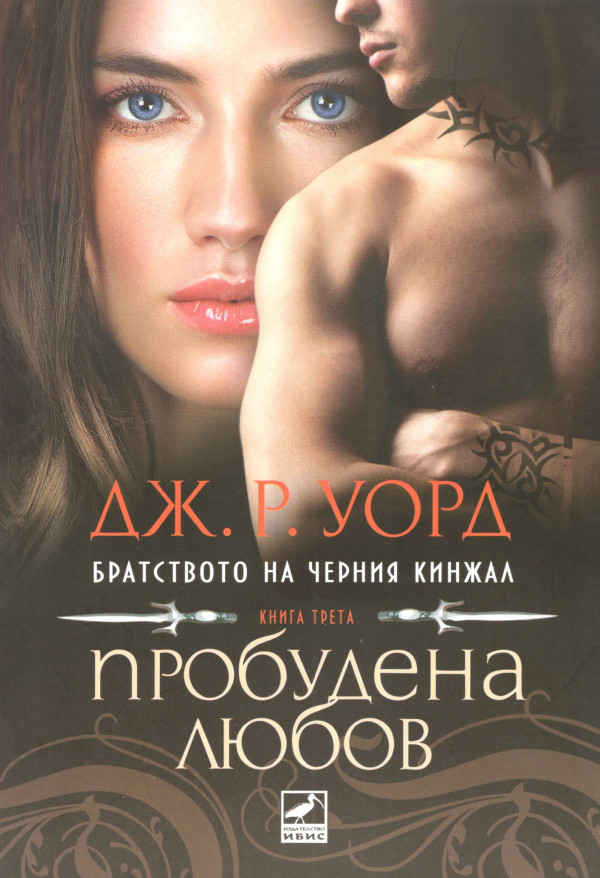 ДЖ. Р. УОРД
БРАТСТВОТО НА ЧЕРНИЯ КИНЖАЛ
КНИГА ТРЕТА
ПРОБУДЕНА
ЛЮБОВ
ИЗДАТЕЛСТВО
ИБИС